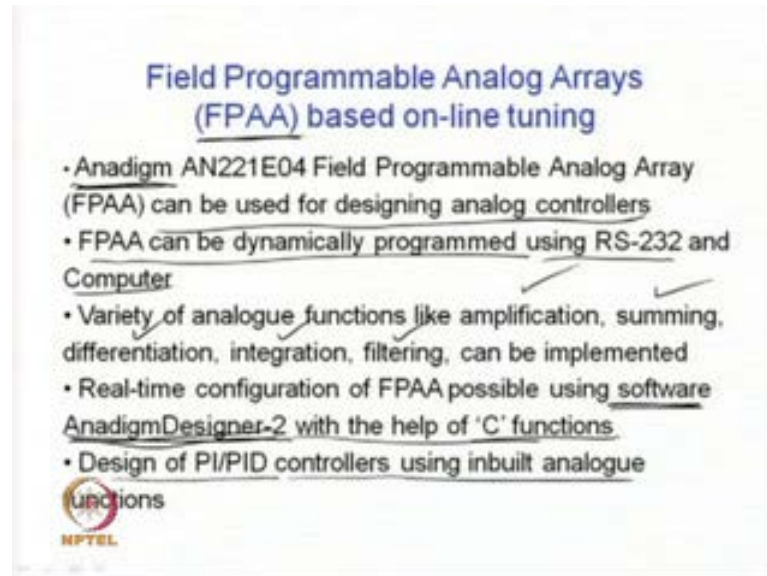 Field Programmable Analog Arrays
(FPAA) based on-line tuning
• Anadigm AN221E04 Field Programmable Analog Array
(FPAA) can be used for designing analog controllers
• FPAA can be dynamically programmed using RS-232 and
Computer
• Variety of analogue functions like amplification, summing,
differentiation, integration, filtering, can be implemented
• Real-time configuration of FPAA possible using software
AnadigmDesigner-2 with the help of 'C' functions
• Design of PI/PID controllers using inbuilt analogue
functions
NPTEL